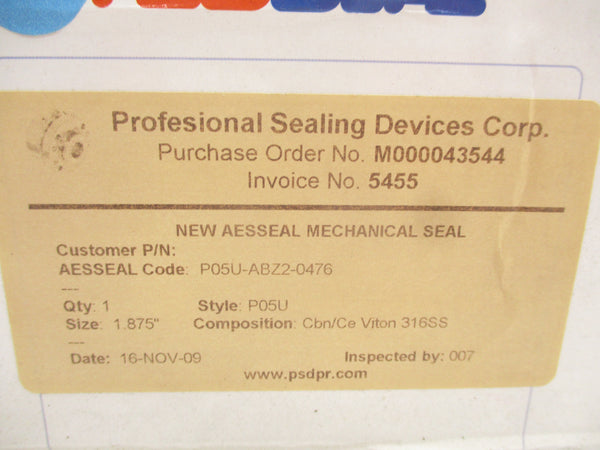 Profesional Sealing Devices Corp.
Purchase Order No. M000043544
Invoice No. 5455
NEW AESSEAL MECHANICAL SEAL
Customer P/N:
AESSEAL Code: P05U-ABZ2-0476
---
Qty: 1 Style: P05U
Size: 1.875" Composition: Cbn/Ce Viton 316SS
---
Date: 16-NOV-09 Inspected by: 007
www.psdpr.com